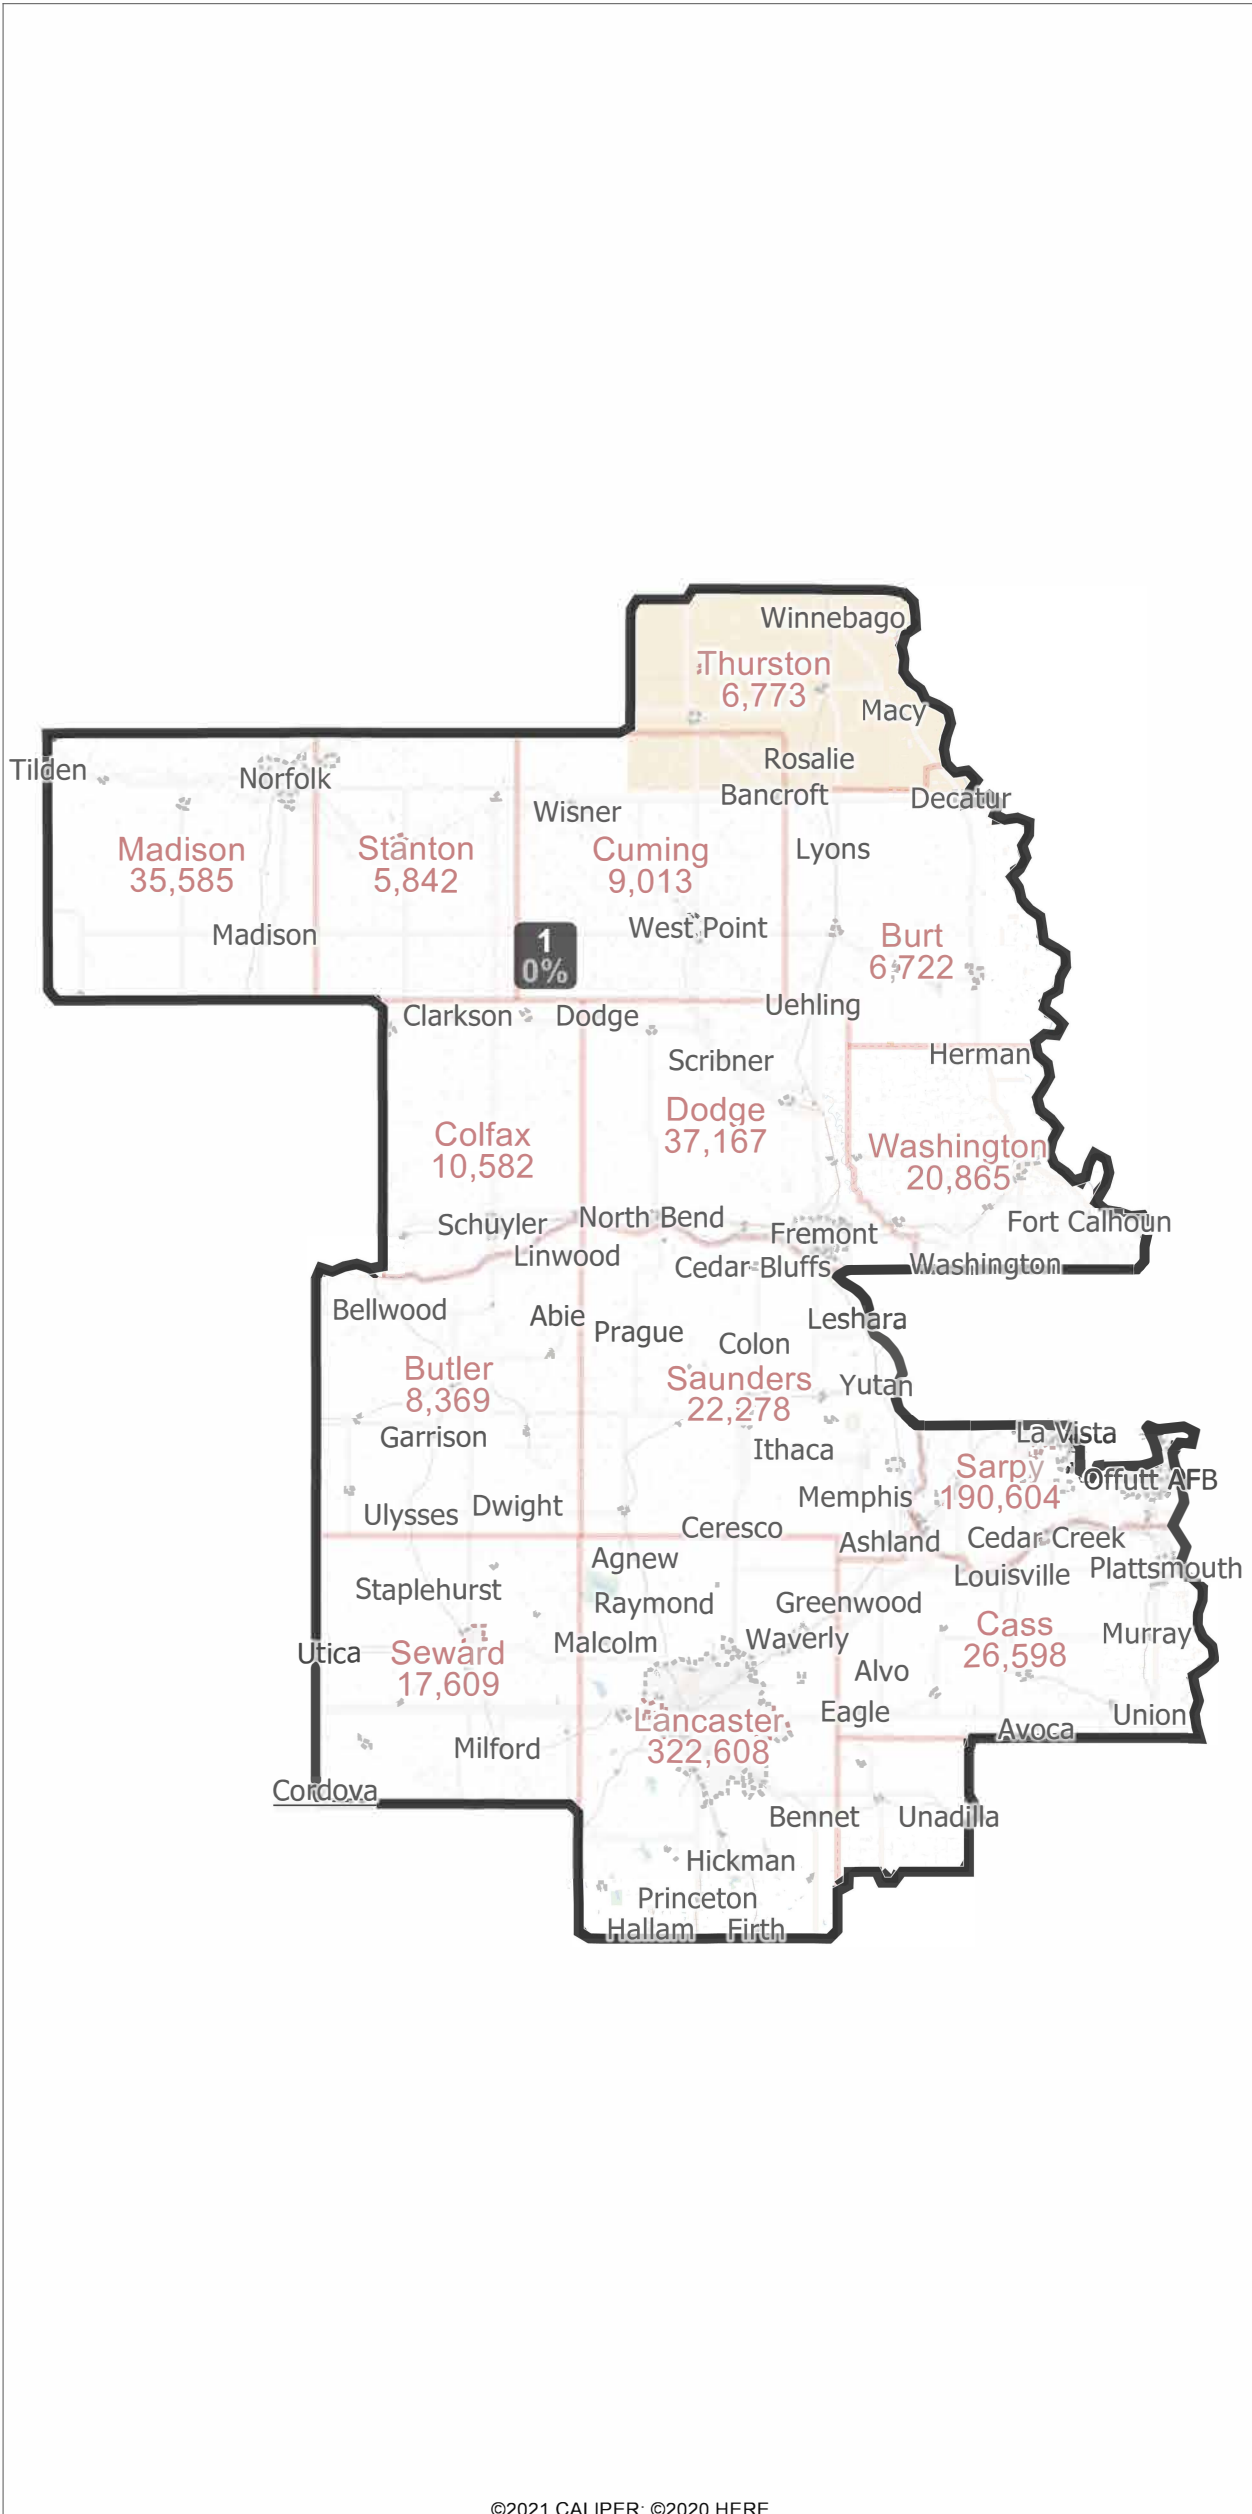 Winnebago
Thurston
6,773
Macy
Tilden
Norfolk
Rosalie
Bancroft
Decatur
Wisner
Madison
35,585
Stanton
5,842
Cuming
9,013
Lyons
Madison
West Point
1
0%
Burt
6,722
Clarkson
Dodge
Uehling
Scribner
Herman
Dodge
37,167
Colfax
10,582
Washington
20,865
Schuyler
North Bend
Fort Calhoun
Linwood
Fremont
Cedar Bluffs
Washington
Bellwood
Abie
Prague
Leshara
Colon
Butler
8,369
Saunders
22,278
Yutan
Garrison
Ithaca
La Vista
Sarpy
190,604
Offutt AFB
Memphis
Ulysses
Dwight
Ceresco
Ashland
Cedar Creek
Agnew
Louisville
Plattsmouth
Staplehurst
Raymond
Greenwood
Cass
26,598
Murray
Utica
Seward
17,609
Malcolm
Waverly
Alvo
Eagle
Union
Lancaster
322,608
Avoca
Milford
Cordova
Bennet
Unadilla
Hickman
Princeton
Hallam
Firth
©2021 CALIPER; ©2020 HERE